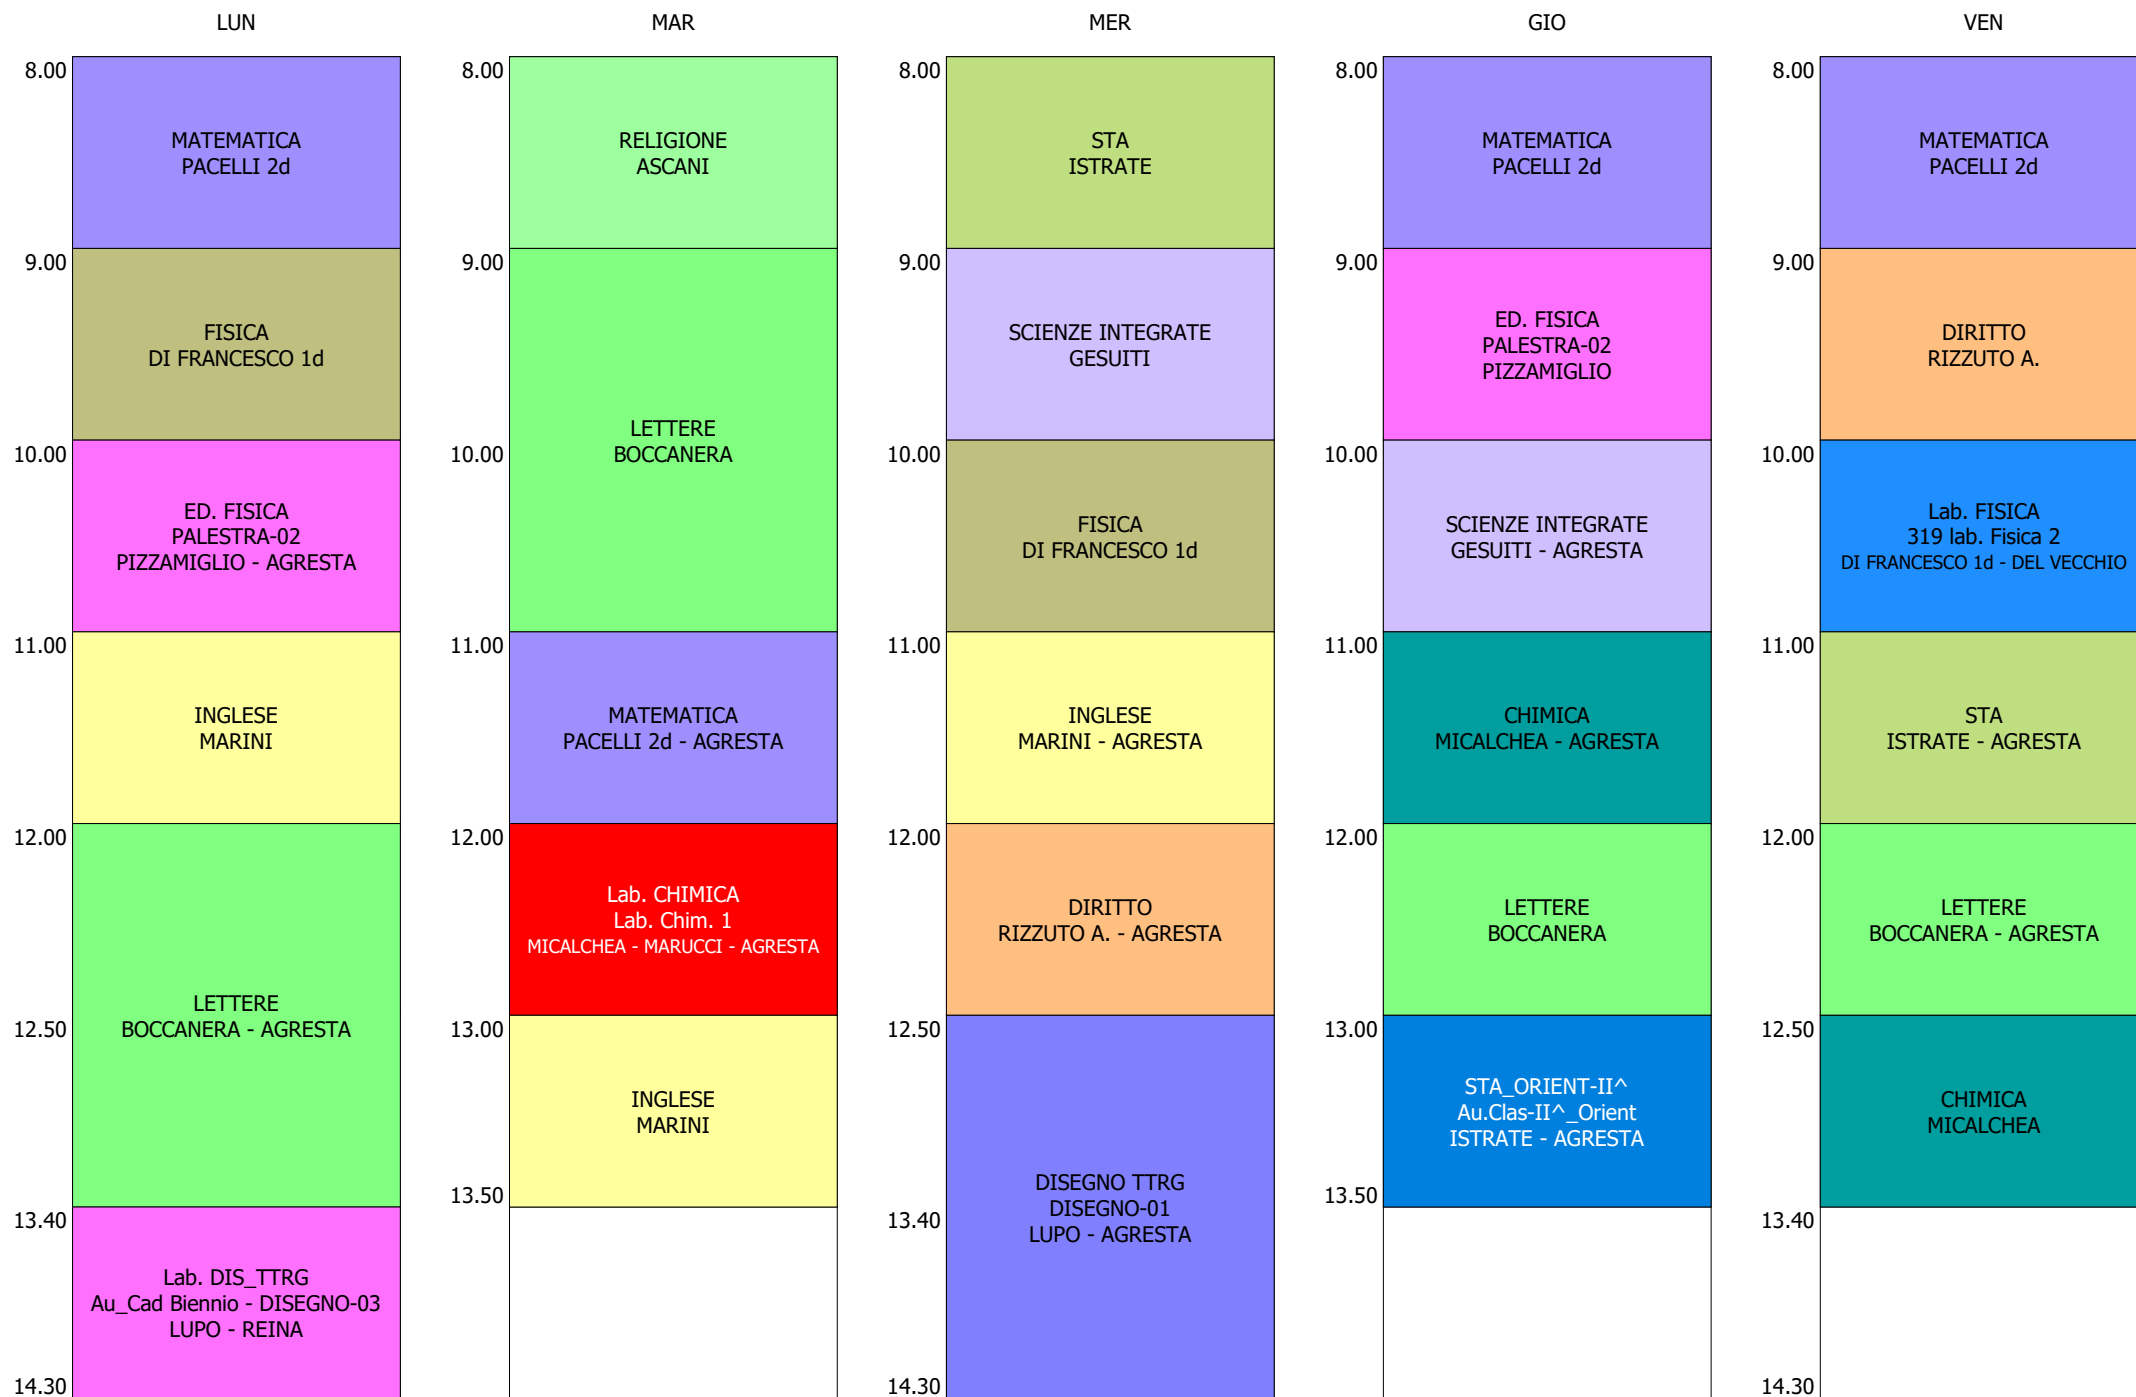 LUN
8.00
MATEMATICA
PACELLI 2d
9.00
FISICA
DI FRANCESCO 1d
10.00
ED. FISICA
PALESTRA-02
PIZZAMIGLIO - AGRESTA
11.00
INGLESE
MARINI
12.00
LETTERE
BOCCANERA - AGRESTA
12.50
13.40
Lab. DIS_TTRG
Au_Cad Biennio - DISEGNO-03
LUPO - REINA
14.30
MAR
8.00
RELIGIONE
ASCANI
9.00
LETTERE
BOCCANERA
10.00
11.00
MATEMATICA
PACELLI 2d - AGRESTA
12.00
Lab. CHIMICA
Lab. Chim. 1
MICALCHEA - MARUCCI - AGRESTA
13.00
INGLESE
MARINI
13.50
MER
8.00
STA
ISTRATE
9.00
SCIENZE INTEGRATE
GESUITI
10.00
FISICA
DI FRANCESCO 1d
11.00
INGLESE
MARINI - AGRESTA
12.00
DIRITTO
RIZZUTO A. - AGRESTA
12.50
DISEGNO TTRG
DISEGNO-01
LUPO - AGRESTA
13.40
14.30
GIO
8.00
MATEMATICA
PACELLI 2d
9.00
ED. FISICA
PALESTRA-02
PIZZAMIGLIO
10.00
SCIENZE INTEGRATE
GESUITI - AGRESTA
11.00
CHIMICA
MICALCHEA - AGRESTA
12.00
LETTERE
BOCCANERA
13.00
STA_ORIENT-II^
Au.Clas-II^_Orient
ISTRATE - AGRESTA
13.50
VEN
8.00
MATEMATICA
PACELLI 2d
9.00
DIRITTO
RIZZUTO A.
10.00
Lab. FISICA
319 lab. Fisica 2
DI FRANCESCO 1d - DEL VECCHIO
11.00
STA
ISTRATE - AGRESTA
12.00
LETTERE
BOCCANERA - AGRESTA
12.50
CHIMICA
MICALCHEA
13.40
14.30